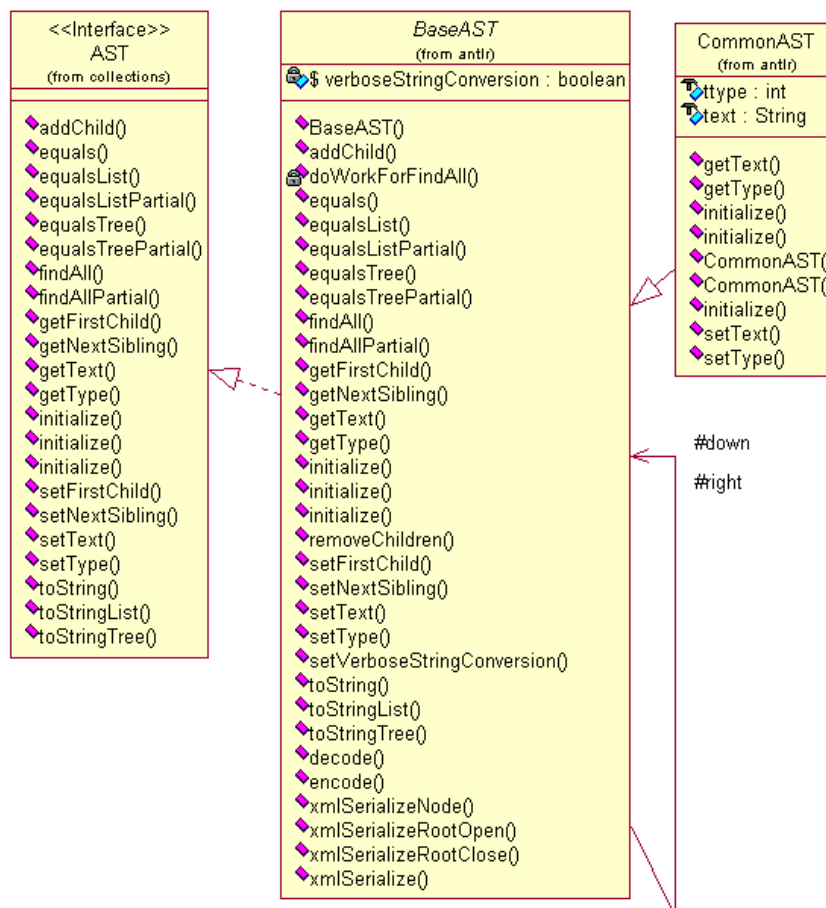 <<Interface>>
AST
(from collections)
addChild()
equals()
equalsList()
equalsListPartial()
equalsTree()
equalsTreePartial()
findAll()
findAllPartial()
getFirstChild()
getNextSibling()
getText()
getType()
initialize()
initialize()
initialize()
setFirstChild()
setNextSibling()
setText()
setType()
toString()
toStringList()
toStringTree()
BaseAST
(from antlr)
$ verboseStringConversion : boolean
BaseAST()
addChild()
doWorkForFindAll()
equals()
equalsList()
equalsListPartial()
equalsTree()
equalsTreePartial()
findAll()
findAllPartial()
getFirstChild()
getNextSibling()
getText()
getType()
initialize()
initialize()
initialize()
removeChildren()
setFirstChild()
setNextSibling()
setText()
setType()
setVerboseStringConversion()
toString()
toStringList()
toStringTree()
decode()
encode()
xmlSerializeNode()
xmlSerializeRootOpen()
xmlSerializeRootClose()
xmlSerialize()
CommonAST
(from antlr)
ttype : int
text : String
getText()
getType()
initialize()
initialize()
CommonAST(
CommonAST(
initialize()
setText()
setType()
#down
#right